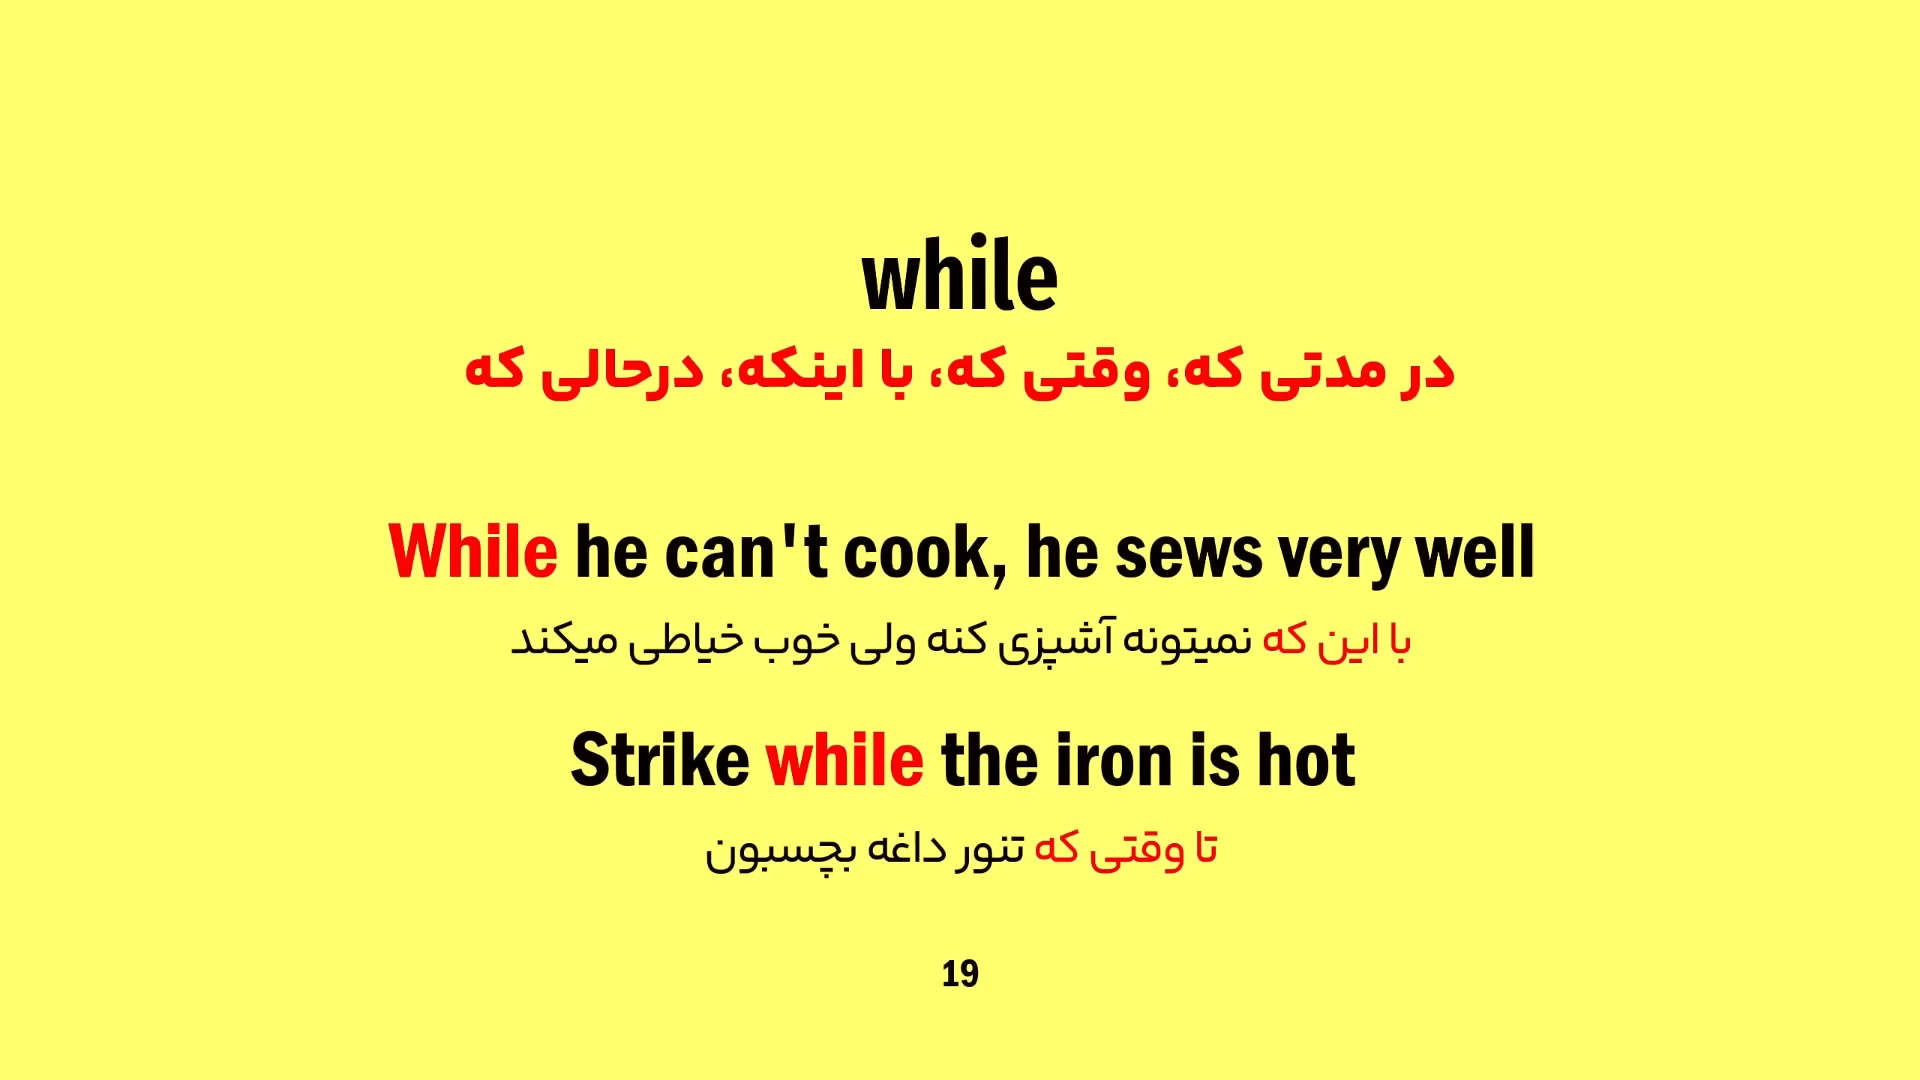 while
در مدتی که، وقتی که، با اینکه، درحالی که
While he can't cook, he sews very well
با این که نمیتونه آشپزی کنه ولی خوب خیاطی میکند
Strike while the iron is hot
تا وقتی که تنور داغه بچسبون
19